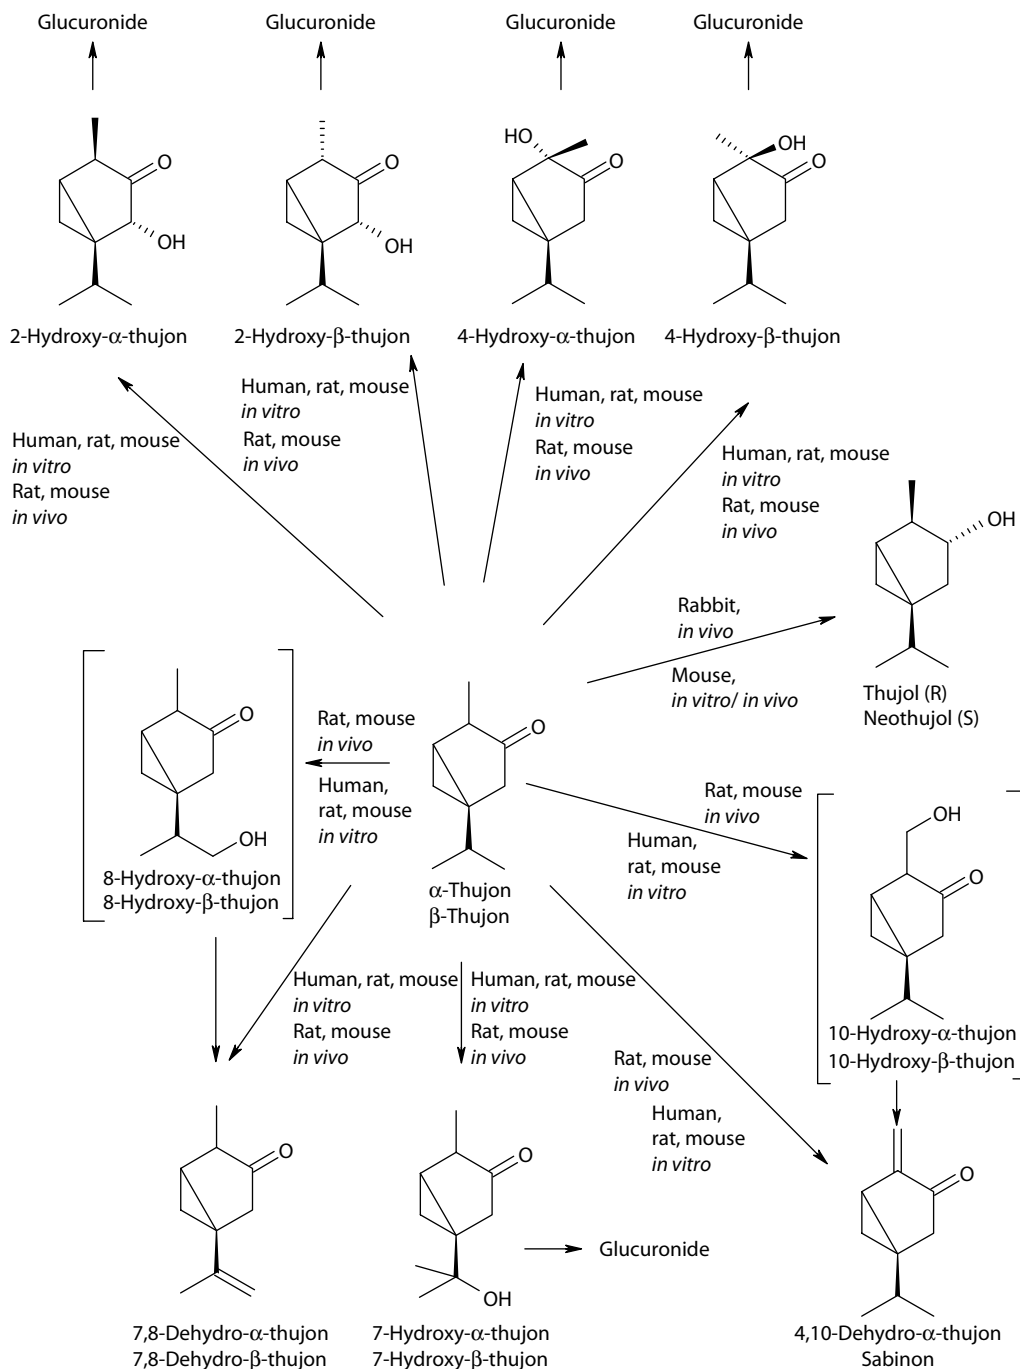 Glucuronide
Glucuronide
Glucuronide
Glucuronide
O
OH
2-Hydroxy-α-thujon
O
OH
2-Hydroxy-β-thujon
HO
O
4-Hydroxy-α-thujon
OH
O
4-Hydroxy-β-thujon
Human, rat, mouse
in vitro
Rat, mouse
in vivo
Human, rat, mouse
in vitro
Rat, mouse
in vivo
Human, rat, mouse
in vitro
Rat, mouse
in vivo
Human, rat, mouse
in vitro
Rat, mouse
in vivo
OH
Thujol (R)
Neothujol (S)
Rabbit,
in vivo
Mouse,
in vitro/ in vivo
O
OH
8-Hydroxy-α-thujon
8-Hydroxy-β-thujon
Rat, mouse
in vivo
Human,
rat, mouse
in vitro
O
α-Thujon
β-Thujon
Rat, mouse
in vivo
Human,
rat, mouse
in vitro
OH
O
10-Hydroxy-α-thujon
10-Hydroxy-β-thujon
Human, rat, mouse
in vitro
Rat, mouse
in vivo
Human, rat, mouse
in vitro
Rat, mouse
in vivo
Rat, mouse
in vivo
Human,
rat, mouse
in vitro
O
7,8-Dehydro-α-thujon
7,8-Dehydro-β-thujon
O
OH
7-Hydroxy-α-thujon
7-Hydroxy-β-thujon
Glucuronide
O
4,10-Dehydro-α-thujon
Sabinon